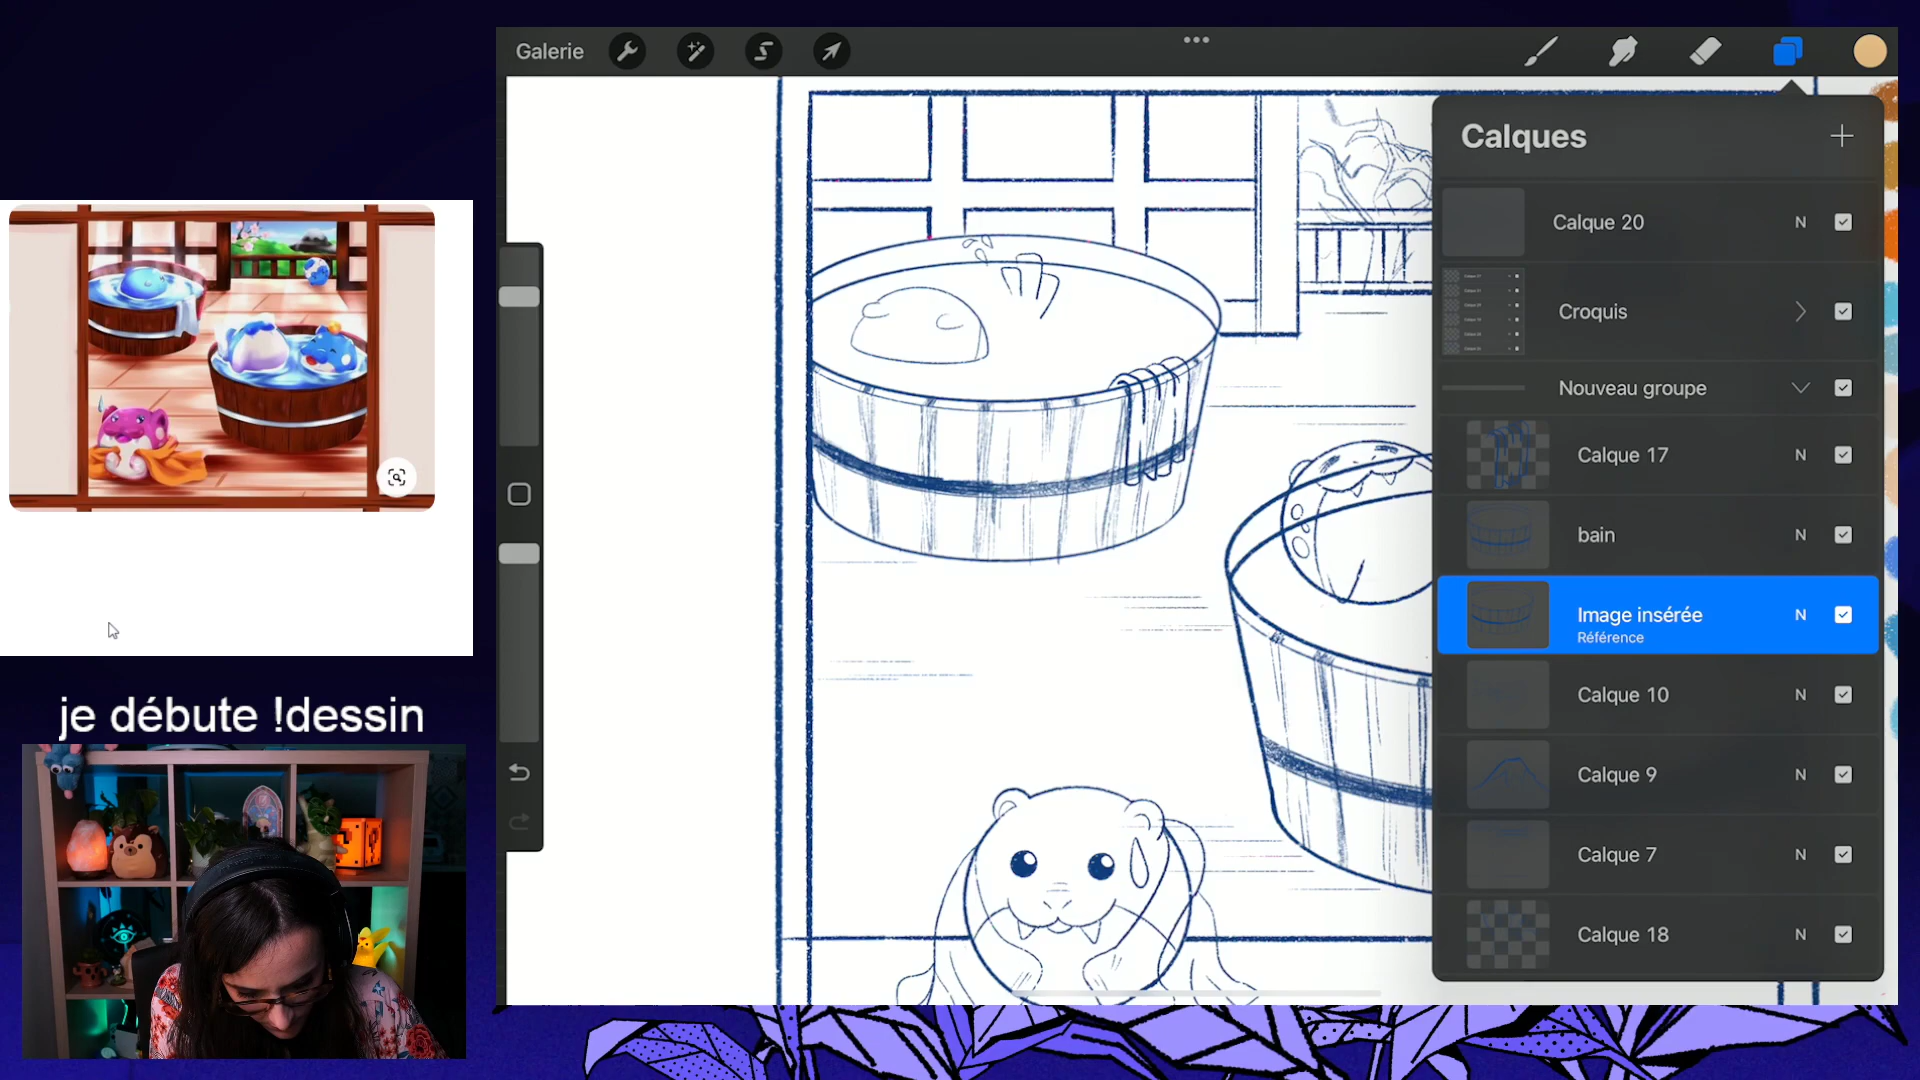 Galerie
Calques
Calque 20 N
Croquis
Nouveau groupe
Calque 17 N
bain N
Image insérée N
Référence
Calque 10 N
Calque 9 N
Calque 7 N
Calque 18 N
je débute !dessin